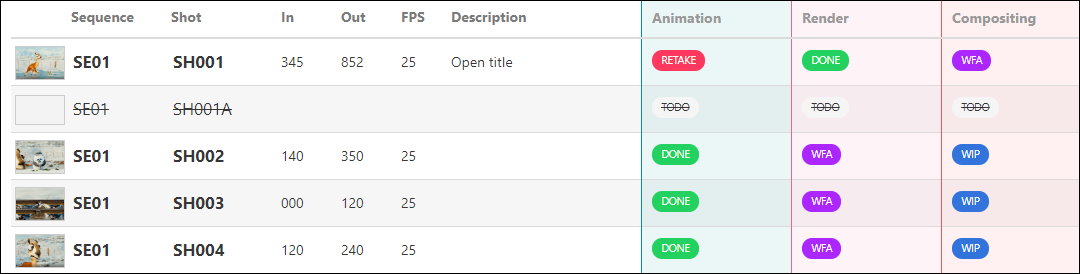 Sequence Shot In Out FPS Description Animation Render Compositing
SE01 SH001 345 852 25 Open title RETAKE DONE WFA
SE01 SH001A TODO TODO TODO
SE01 SH002 140 350 25 DONE WFA WIP
SE01 SH003 000 120 25 DONE WFA WIP
SE01 SH004 120 240 25 DONE WFA WIP